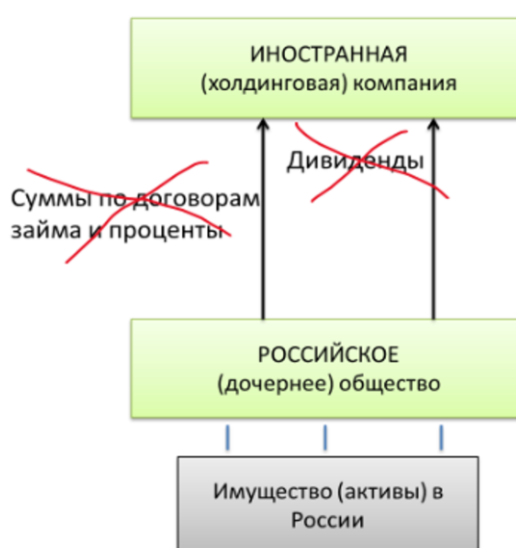 ИНОСТРАННАЯ
(холдинговая) компания
Дивиденды
Суммы по договорам
займа и проценты
РОССИЙСКОЕ
(дочернее) общество
Имущество (активы) в
России